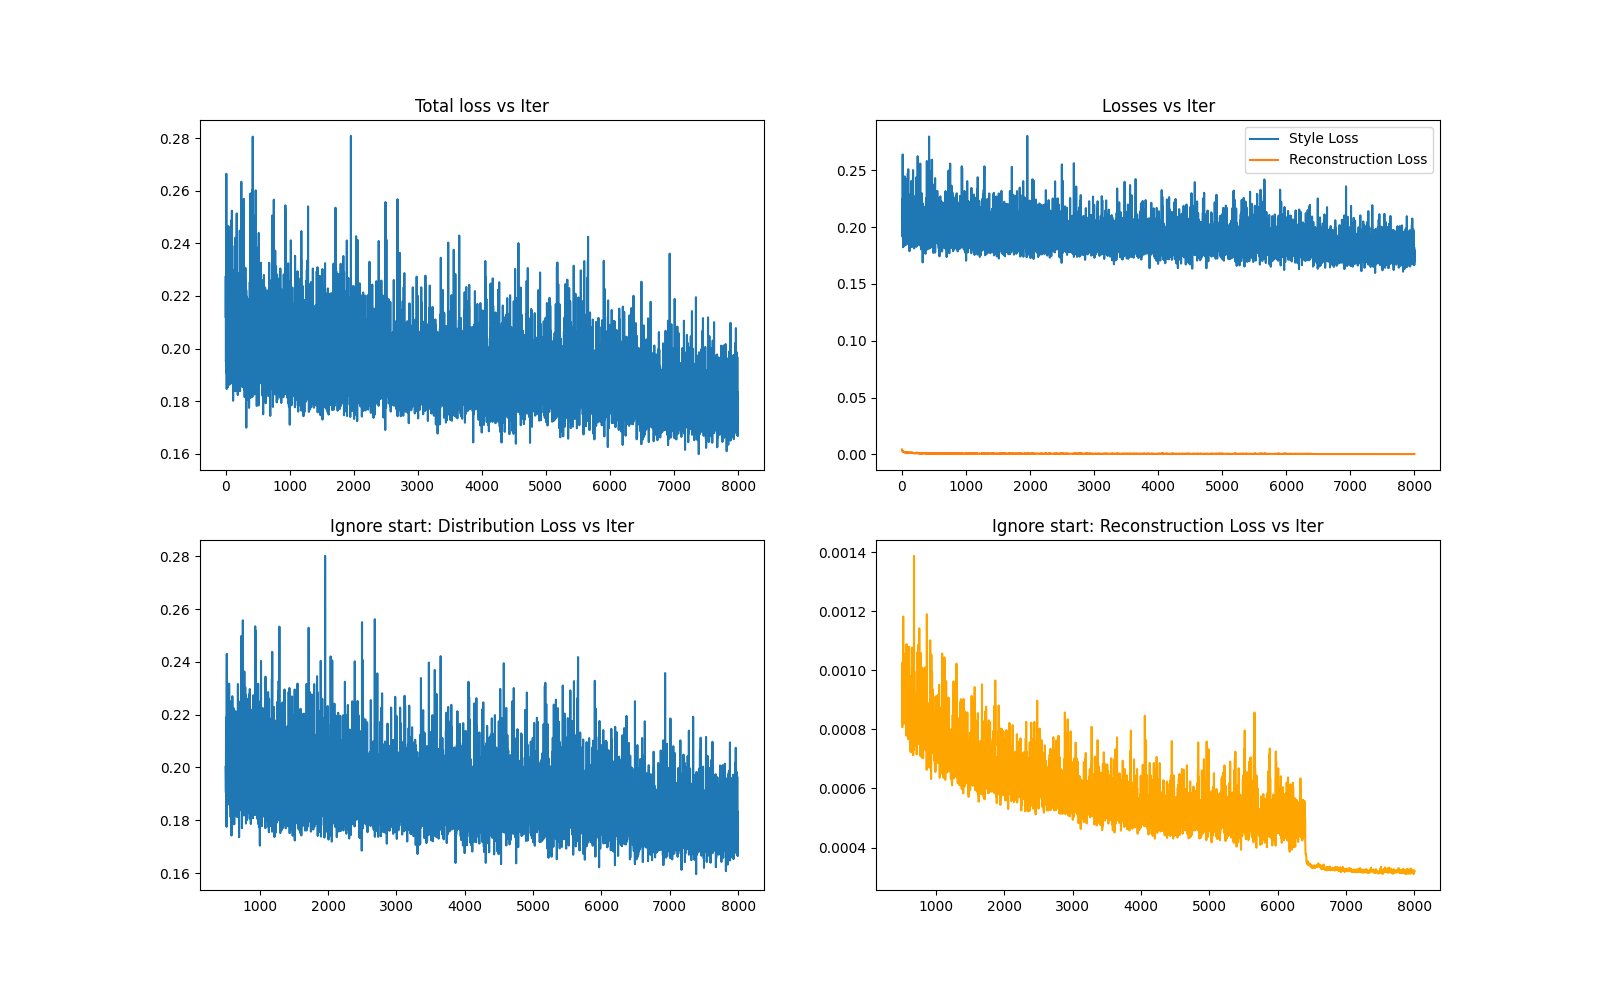 Total loss vs Iter
0.28
0.26
0.24
0.22
0.20
0.18
0.16
0 1000 2000 3000 4000 5000 6000 7000 8000
Losses vs Iter
Style Loss
Reconstruction Loss
0.25
0.20
0.15
0.10
0.05
0.00
0 1000 2000 3000 4000 5000 6000 7000 8000
Ignore start: Distribution Loss vs Iter
0.28
0.26
0.24
0.22
0.20
0.18
0.16
1000 2000 3000 4000 5000 6000 7000 8000
Ignore start: Reconstruction Loss vs Iter
0.0014
0.0012
0.0010
0.0008
0.0006
0.0004
1000 2000 3000 4000 5000 6000 7000 8000